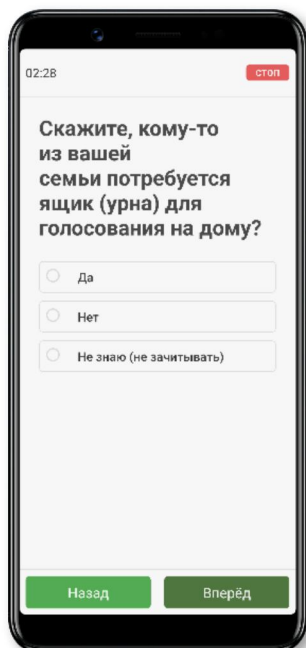 02:28
стоп
Скажите, кому-то
из вашей
семьи потребуется
ящик (урна) для
голосования на дому?
Да
Нет
Не знаю (не зачитывать)
Назад
Вперёд